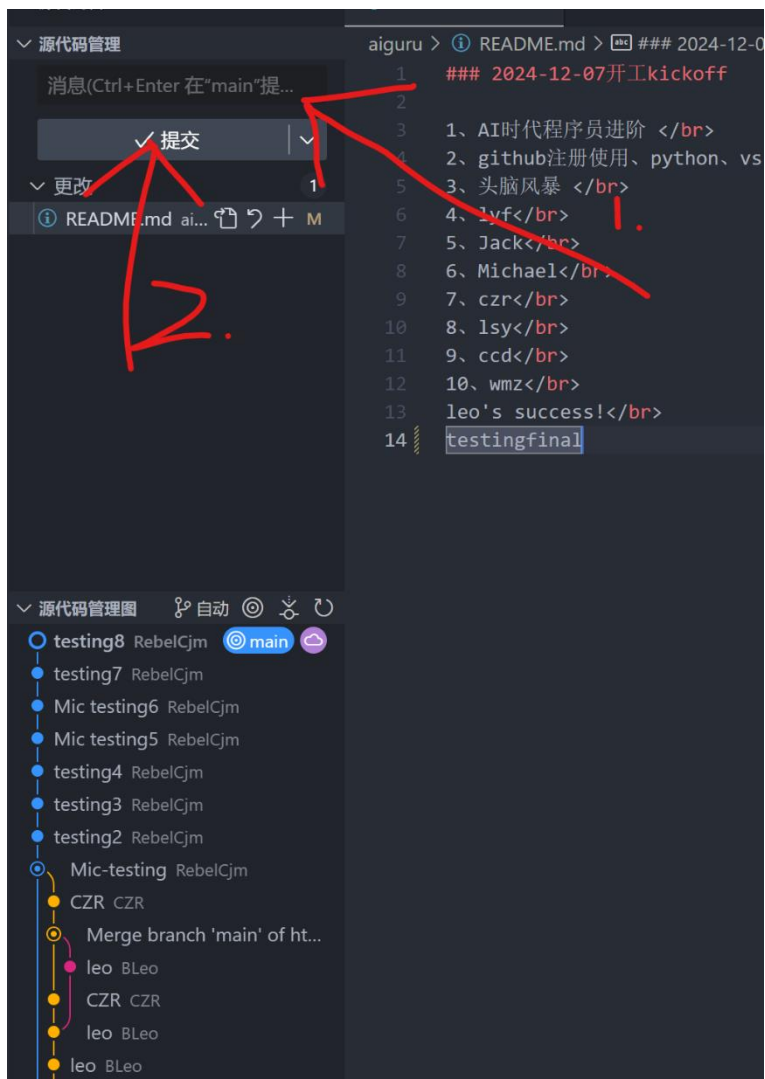 源代码管理
消息(Ctrl+Enter 在"main"提...
提交
更改 1
README.md ai... M
源代码管理图 自动
testing8 RebelCjm main
testing7 RebelCjm
Mic testing6 RebelCjm
Mic testing5 RebelCjm
testing4 RebelCjm
testing3 RebelCjm
testing2 RebelCjm
Mic-testing RebelCjm
CZR CZR
Merge branch 'main' of ht...
leo BLeo
CZR CZR
leo BLeo
leo BLeo
aiguru > README.md > abc ### 2024-12-0
1 ### 2024-12-07开工kickoff
2
3 1、AI时代程序员进阶 </br>
4 2、github注册使用、python、vs
5 3、头脑风暴 </br>
6 4、lyf</br>
7 5、Jack</br>
8 6、Michael</br>
9 7、czr</br>
10 8、lsy</br>
11 9、ccd</br>
12 10、wmz</br>
13 leo's success!</br>
14 testingfinal
1.
2.